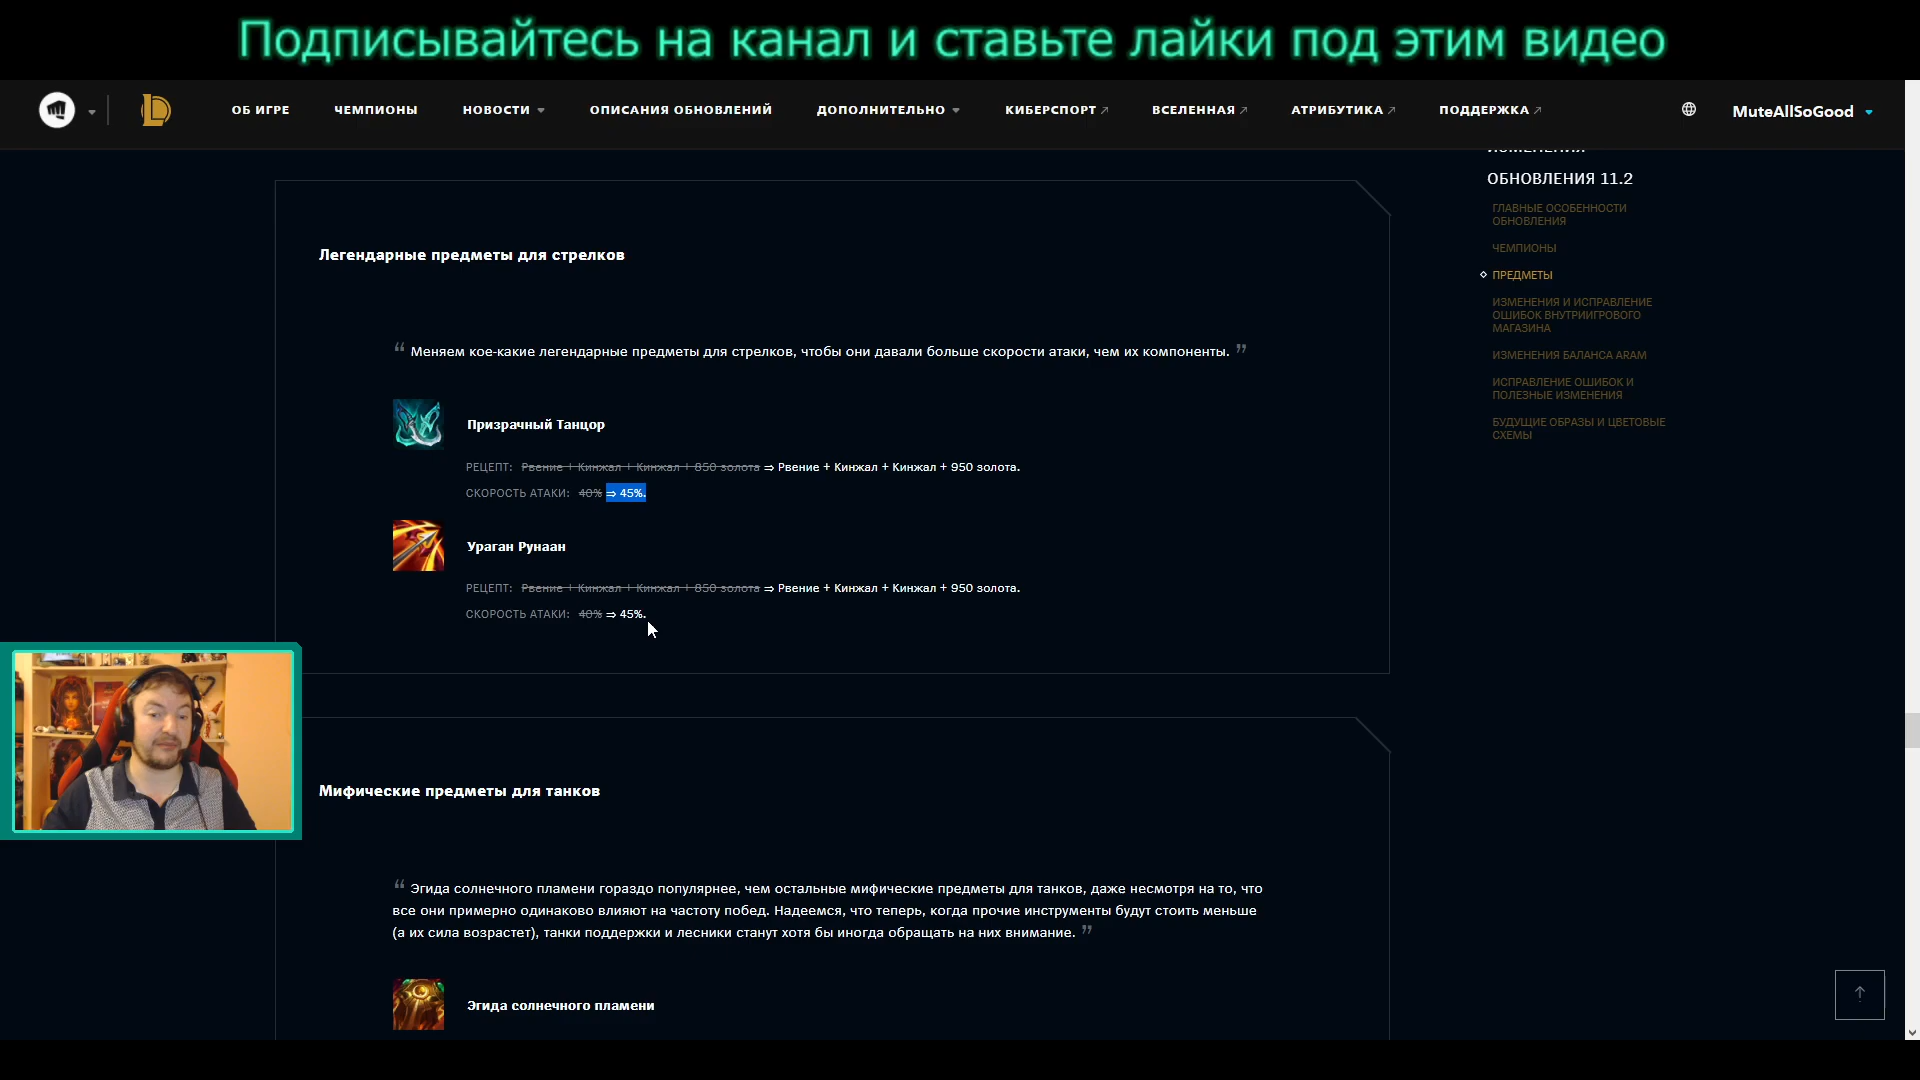 Подписывайтесь на канал и ставьте лайки под этим видео
ОБ ИГРЕ ЧЕМПИОНЫ НОВОСТИ ОПИСАНИЯ ОБНОВЛЕНИЙ ДОПОЛНИТЕЛЬНО КИБЕРСПОРТ ВСЕЛЕННАЯ АТРИБУТИКА ПОДДЕРЖКА MuteAllSoGood
ИЗМЕНЕНИЯ
ОБНОВЛЕНИЯ 11.2
ГЛАВНЫЕ ОСОБЕННОСТИ
ОБНОВЛЕНИЯ
ЧЕМПИОНЫ
ПРЕДМЕТЫ
ИЗМЕНЕНИЯ И ИСПРАВЛЕНИЕ
ОШИБОК ВНУТРИИГРОВОГО
МАГАЗИНА
ИЗМЕНЕНИЯ БАЛАНСА ARAM
ИСПРАВЛЕНИЕ ОШИБОК И
ПОЛЕЗНЫЕ ИЗМЕНЕНИЯ
БУДУЩИЕ ОБРАЗЫ И ЦВЕТОВЫЕ
СХЕМЫ
Легендарные предметы для стрелков
“ Меняем кое-какие легендарные предметы для стрелков, чтобы они давали больше скорости атаки, чем их компоненты. ”
Призрачный Танцор
РЕЦЕПТ: Рвение + Кинжал + Кинжал + 850 золота ⇒ Рвение + Кинжал + Кинжал + 950 золота.
СКОРОСТЬ АТАКИ: 40% ⇒ 45%.
Ураган Рунаан
РЕЦЕПТ: Рвение + Кинжал + Кинжал + 850 золота ⇒ Рвение + Кинжал + Кинжал + 950 золота.
СКОРОСТЬ АТАКИ: 40% ⇒ 45%.
Мифические предметы для танков
“ Эгида солнечного пламени гораздо популярнее, чем остальные мифические предметы для танков, даже несмотря на то, что
все они примерно одинаково влияют на частоту побед. Надеемся, что теперь, когда прочие инструменты будут стоить меньше
(а их сила возрастет), танки поддержки и лесники станут хотя бы иногда обращать на них внимание. ”
Эгида солнечного пламени